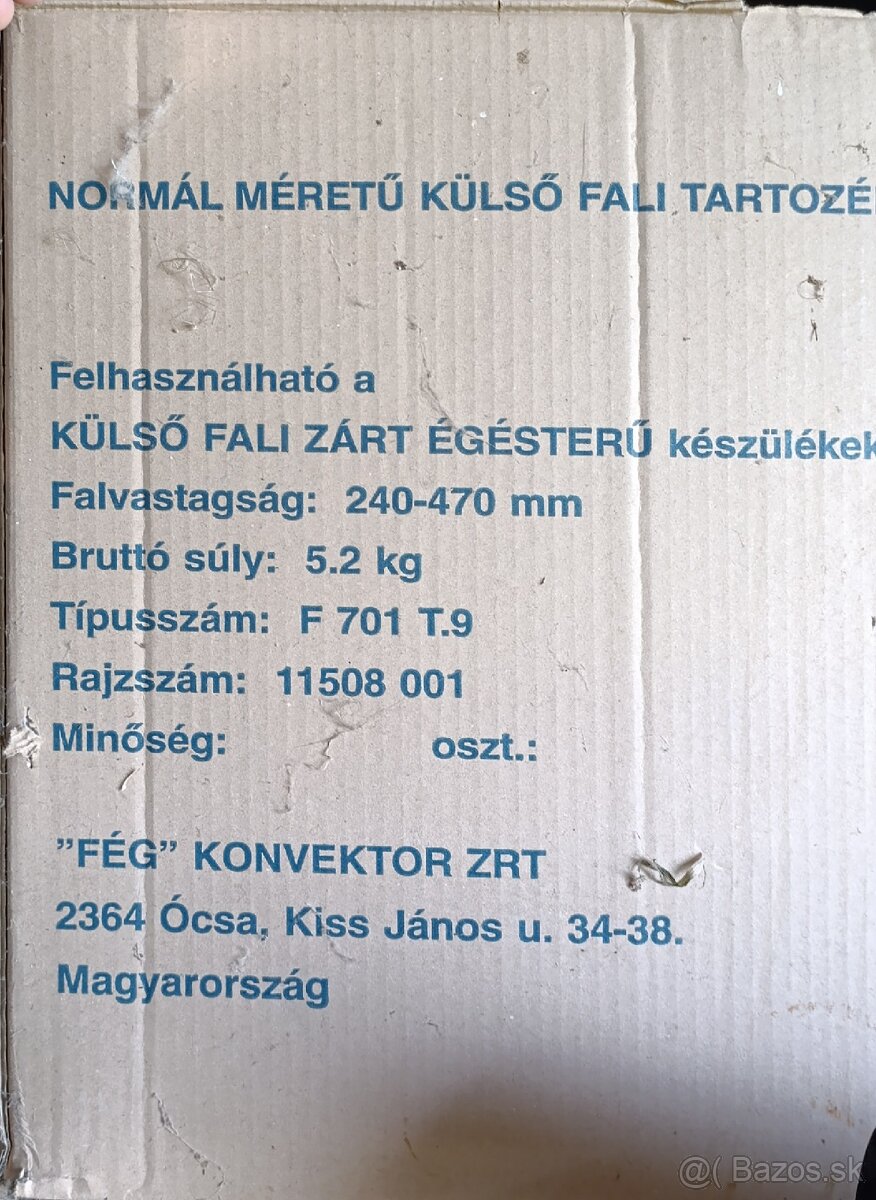 NORMÁL MÉRETŰ KÜLSŐ FALI TARTOZÉ
Felhasználható a
KÜLSŐ FALI ZÁRT ÉGÉSTERŰ készülékek
Falvastagság: 240-470 mm
Bruttó súly: 5.2 kg
Típusszám: F 701 T.9
Rajzszám: 11508 001
Minőség: oszt.:
”FÉG” KONVEKTOR ZRT
2364 Ócsa, Kiss János u. 34-38.
Magyarország
@( Bazos.sk